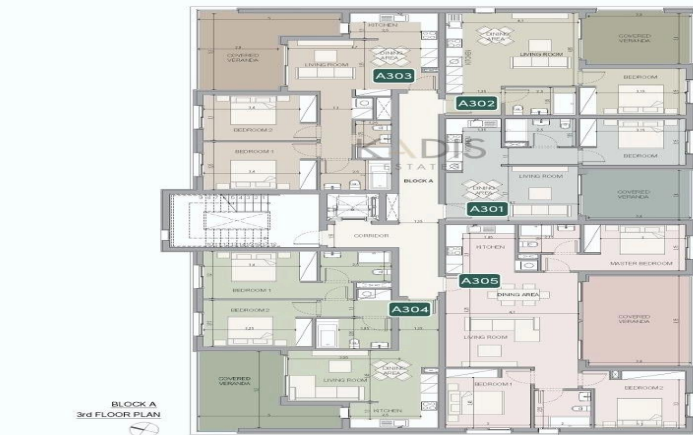 KITCHEN
COVERED
VERANDA
LIVING ROOM
DINING
AREA
A303
BEDROOM 2
BEDROOM 1
DINING
AREA
LIVING ROOM
KITCHEN
COVERED
VERANDA
A302
BEDROOM
KADIS
ESTATES
BLOCK A
KITCHEN
BEDROOM
LIVING ROOM
DINING
AREA
COVERED
VERANDA
A301
CORRIDOR
KITCHEN
MASTER BEDROOM
A305
DINING AREA
COVERED
VERANDA
LIVING ROOM
BEDROOM 1
BEDROOM 2
BEDROOM 1
BEDROOM 2
A304
COVERED
VERANDA
LIVING ROOM
DINING
AREA
KITCHEN
BLOCK A
3rd FLOOR PLAN